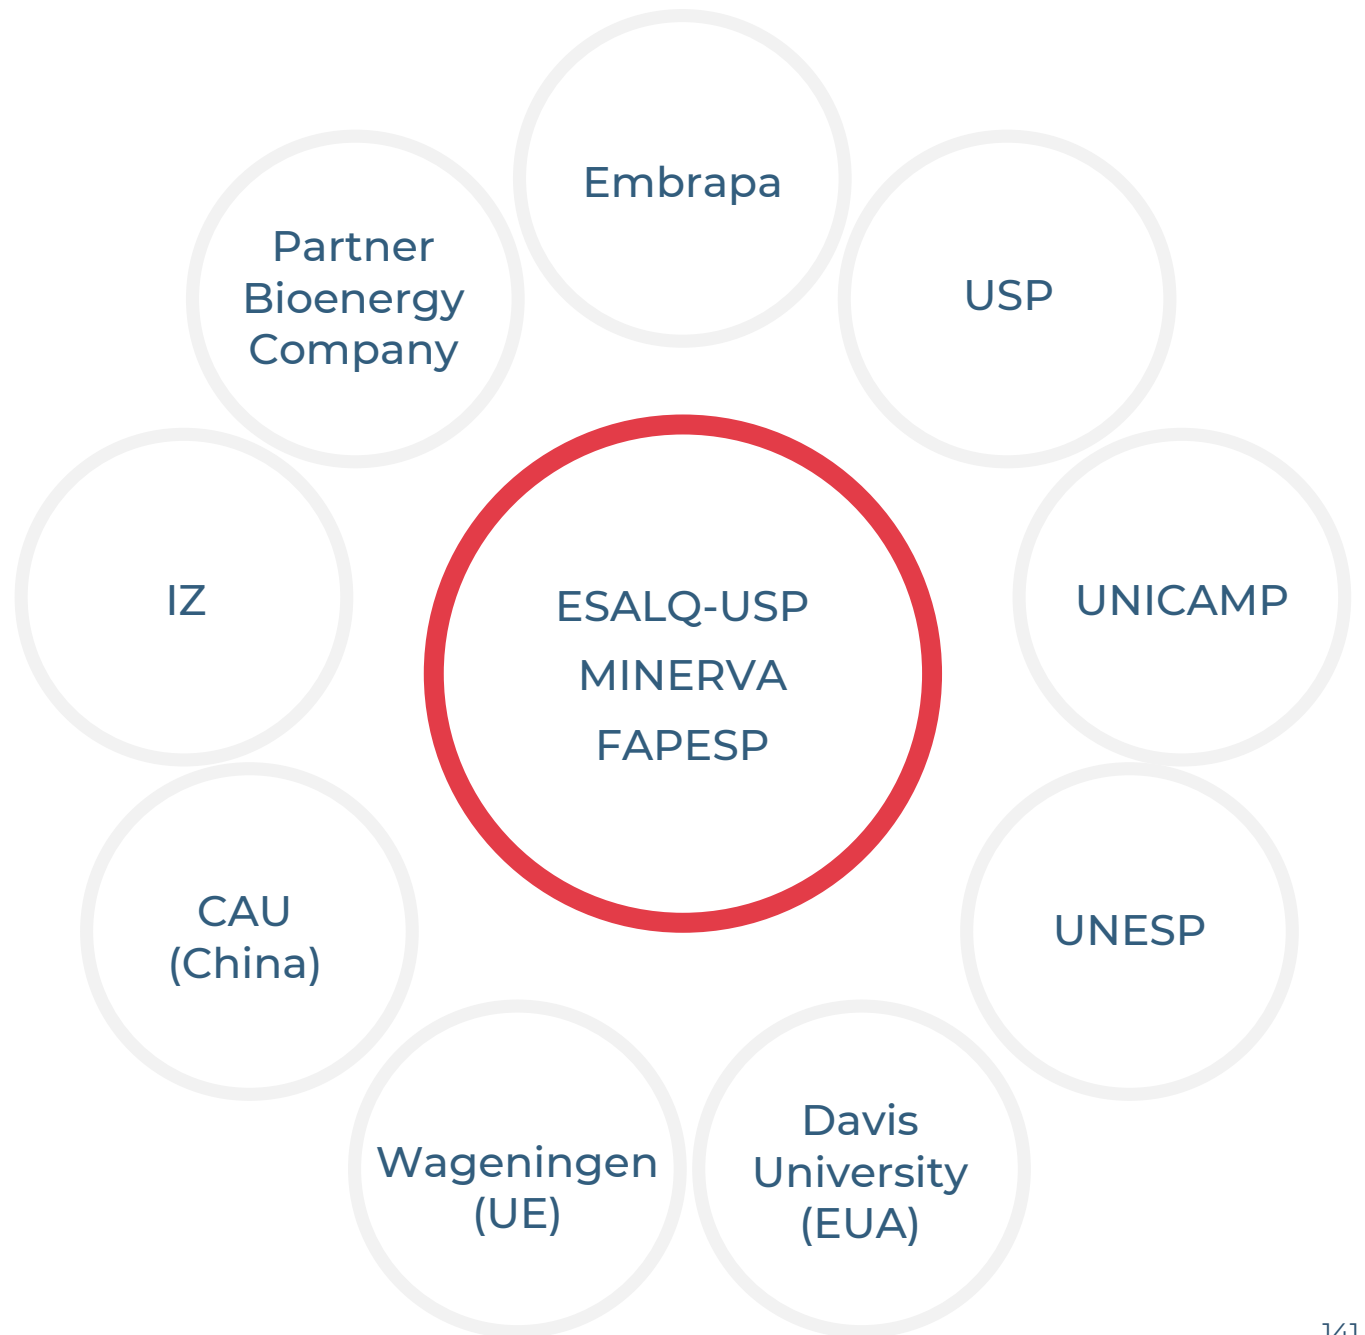 Embrapa
Partner
Bioenergy
Company
USP
IZ
ESALQ-USP
MINERVA
FAPESP
UNICAMP
CAU
(China)
UNESP
Wageningen
(UE)
Davis
University
(EUA)
141